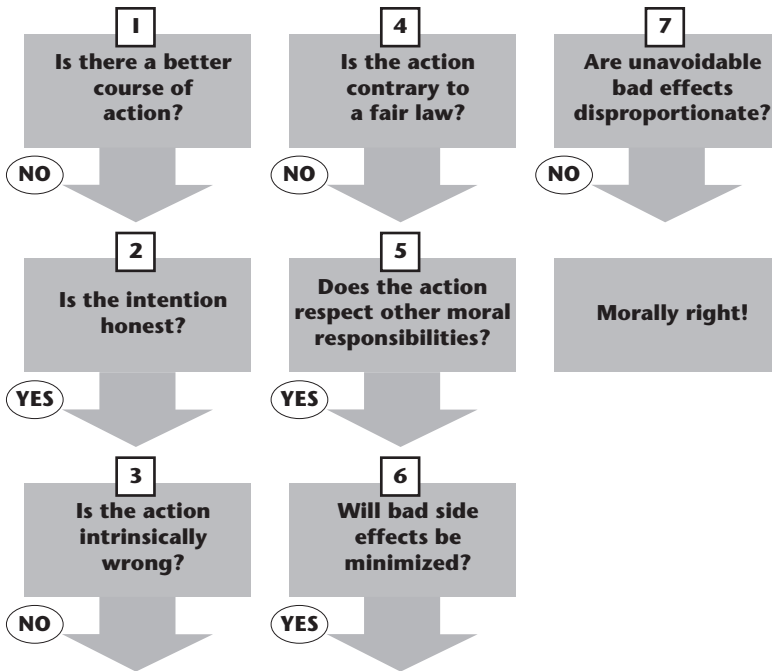 1
Is there a better
course of
action?
NO
2
Is the intention
honest?
YES
3
Is the action
intrinsically
wrong?
NO
4
Is the action
contrary to
a fair law?
NO
5
Does the action
respect other moral
responsibilities?
YES
6
Will bad side
effects be
minimized?
YES
7
Are unavoidable
bad effects
disproportionate?
NO
Morally right!